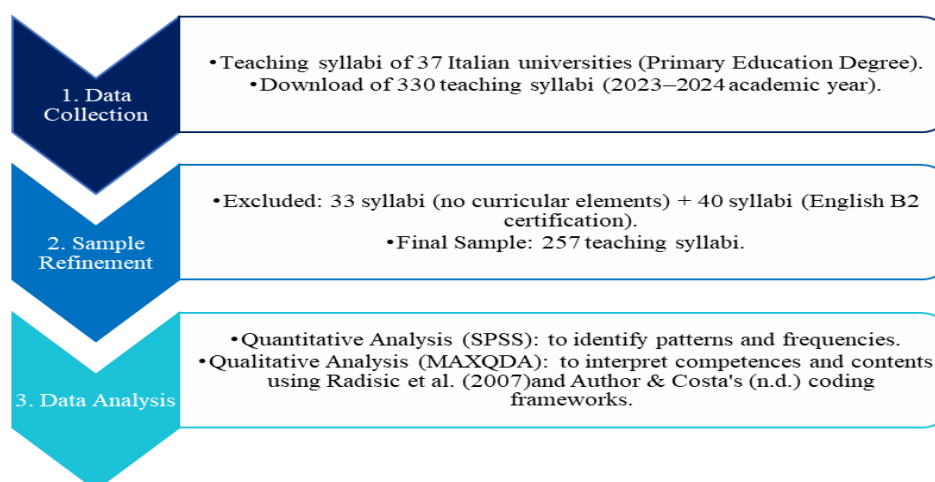 1. Data
Collection
•Teaching syllabi of 37 Italian universities (Primary Education Degree).
•Download of 330 teaching syllabi (2023–2024 academic year).
2. Sample
Refinement
•Excluded: 33 syllabi (no curricular elements) + 40 syllabi (English B2
certification).
•Final Sample: 257 teaching syllabi.
3. Data Analysis
•Quantitative Analysis (SPSS): to identify patterns and frequencies.
•Qualitative Analysis (MAXQDA): to interpret competences and contents
using Radisic et al. (2007)and Author & Costa's (n.d.) coding
frameworks.